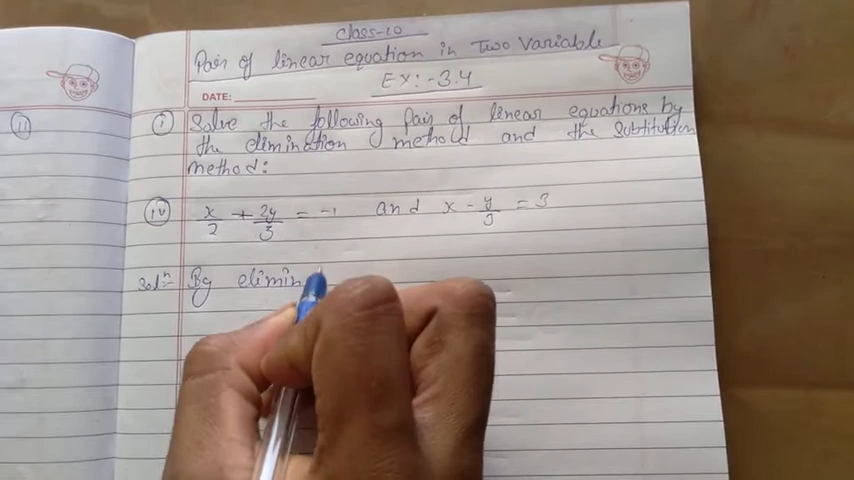 Class-10
Pair of linear equation in Two Variable
EX:-3.4
DATE:
11
(i) Solve the following Pair of linear equations by
the elimination method and the Substitution
method:
(iv) x/2 + 2y/3 = -1 and x - y/3 = 3
Solⁿ:- By elimin